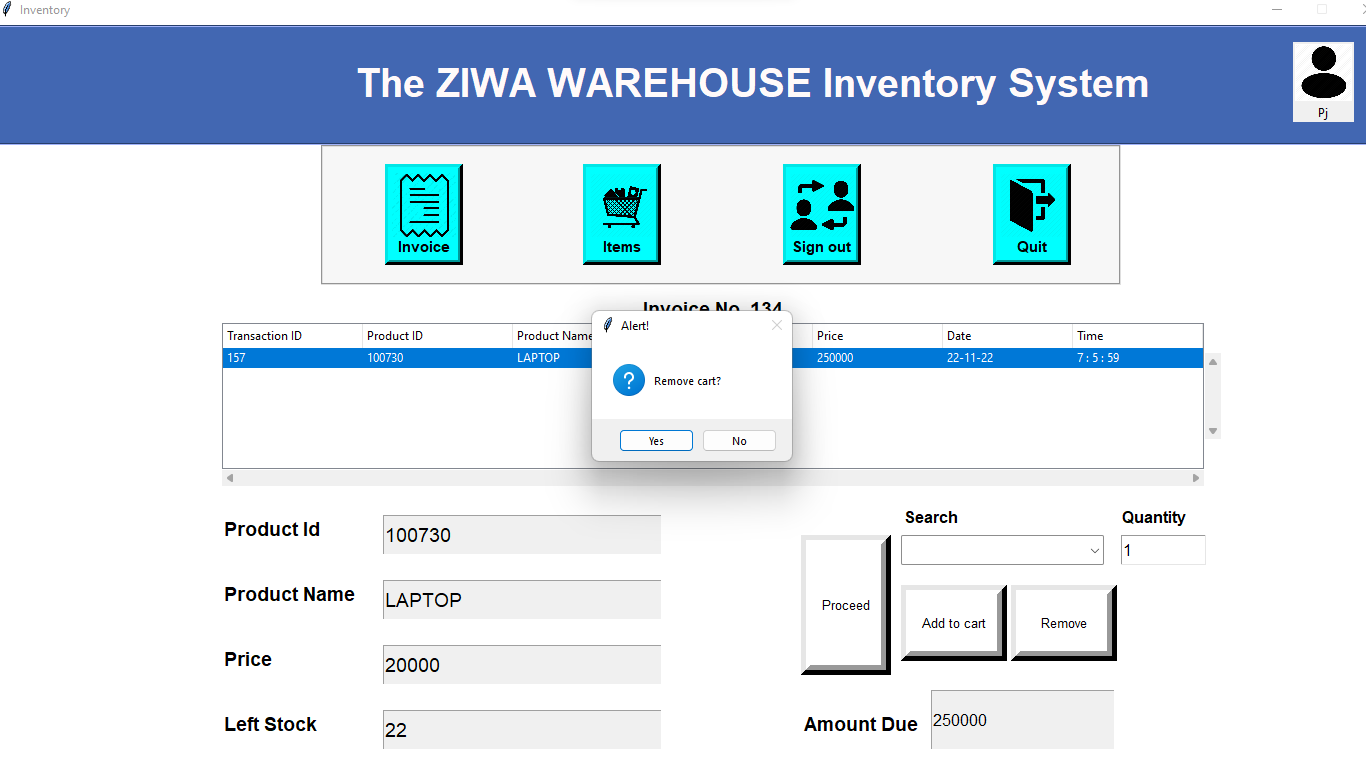 Inventory
The ZIWA WAREHOUSE Inventory System
Pj
Invoice Items Sign out Quit
Invoice No. 134
Alert!
Remove cart?
Yes No
Transaction ID Product ID Product Name Price Date Time
157 100730 LAPTOP 250000 22-11-22 7 : 5 : 59
Product Id 100730
Product Name LAPTOP
Price 20000
Left Stock 22
Search Quantity
1
Proceed Add to cart Remove
Amount Due 250000